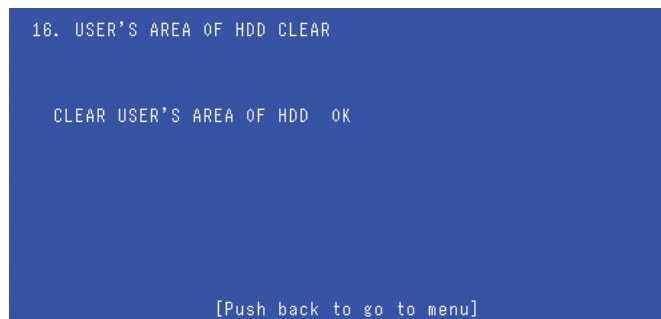 16. USER'S AREA OF HDD CLEAR
CLEAR USER'S AREA OF HDD OK
[Push back to go to menu]